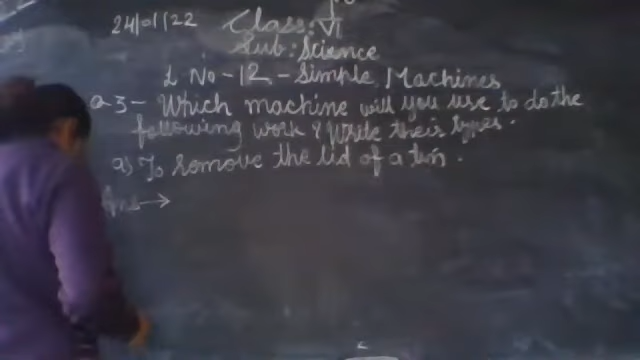 24/01/22 Class: VI
Sub: Science
L No - 12. - Simple Machines
Q 3 - Which machine will you use to do the
following work & Write their types.
a) To remove the lid of a tin.
Ans →